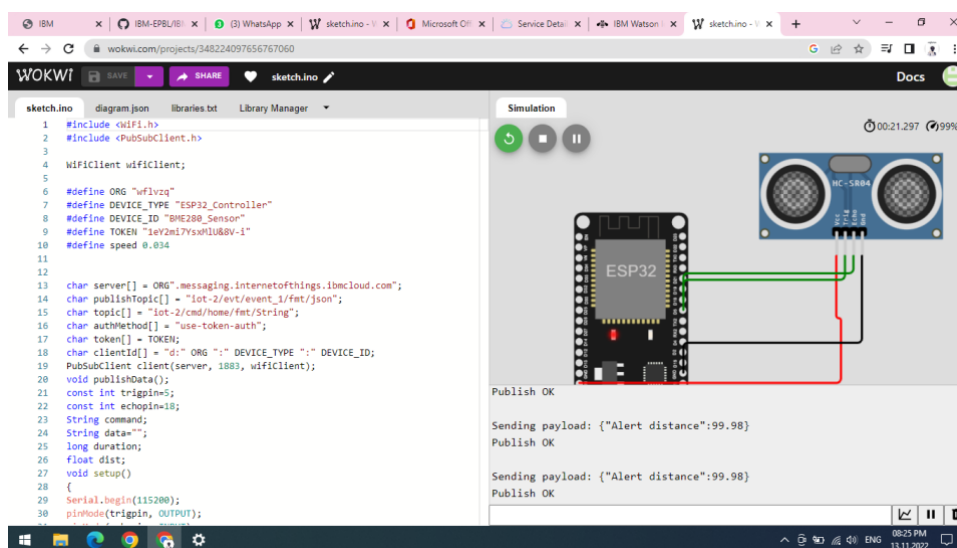 IBM
IBM-EPBL/IBM
(3) WhatsApp
sketch.ino - W
Microsoft Off
Service Detail
IBM Watson
sketch.ino - W
wokwi.com/projects/348224097656767060
WOKWI SAVE SHARE sketch.ino Docs
sketch.ino diagram.json libraries.txt Library Manager
1 #include <WiFi.h>
2 #include <PubSubClient.h>
3
4 WiFiClient wifiClient;
5
6 #define ORG "wflvzq"
7 #define DEVICE_TYPE "ESP32_Controller"
8 #define DEVICE_ID "BME280_Sensor"
9 #define TOKEN "1eY2mi7YsxMlU&8V-i"
10 #define speed 0.034
11
12
13 char server[] = ORG".messaging.internetofthings.ibmcloud.com";
14 char publishTopic[] = "iot-2/evt/event_1/fmt/json";
15 char topic[] = "iot-2/cmd/home/fmt/String";
16 char authMethod[] = "use-token-auth";
17 char token[] = TOKEN;
18 char clientId[] = "d:" ORG ":" DEVICE_TYPE ":" DEVICE_ID;
19 PubSubClient client(server, 1883, wifiClient);
20 void publishData();
21 const int trigpin=5;
22 const int echopin=18;
23 String command;
24 String data="";
25 long duration;
26 float dist;
27 void setup()
28 {
29 Serial.begin(115200);
30 pinMode(trigpin, OUTPUT);
Simulation
00:21.297 99%
HC-SR04
Vcc
Trig
Echo
Gnd
ESP32
Publish OK
Sending payload: {"Alert distance":99.98}
Publish OK
Sending payload: {"Alert distance":99.98}
Publish OK
ENG
08:25 PM
13.11.2022